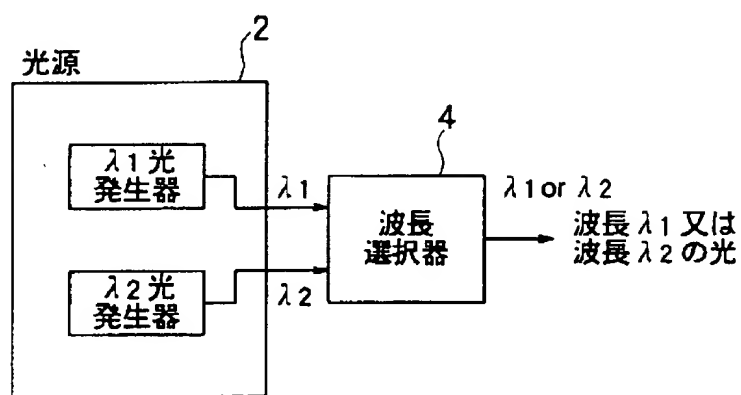 2
光源
4
λ1光
発生器
λ1
λ1 or λ2
波長
選択器
波長λ1又は
波長λ2の光
λ2光
発生器
λ2